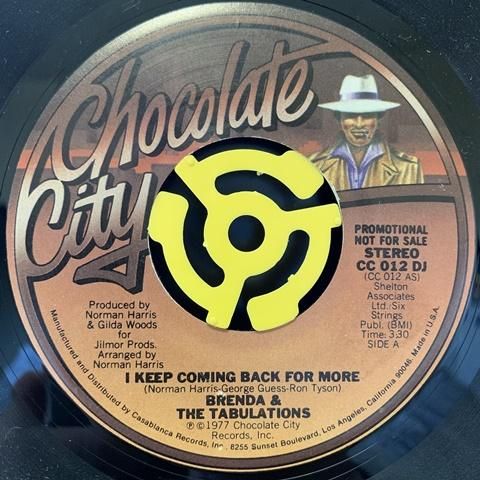 Chocolate
City
PROMOTIONAL
NOT FOR SALE
STEREO
CC 012 DJ
(CC 012 AS)
Shelton
Associates
Ltd./Six
Strings
Publ. (BMI)
Time: 3:30
SIDE A
Produced by
Norman Harris
& Gilda Woods
for
Jilmor Prods.
Arranged by
Norman Harris
I KEEP COMING BACK FOR MORE
(Norman Harris-George Guess-Ron Tyson)
BRENDA &
THE TABULATIONS
℗ © 1977 Chocolate City
Records, Inc.
Manufactured and Distributed by Casablanca Records, Inc., 8255 Sunset Boulevard, Los Angeles, California 90046. Made in U.S.A.